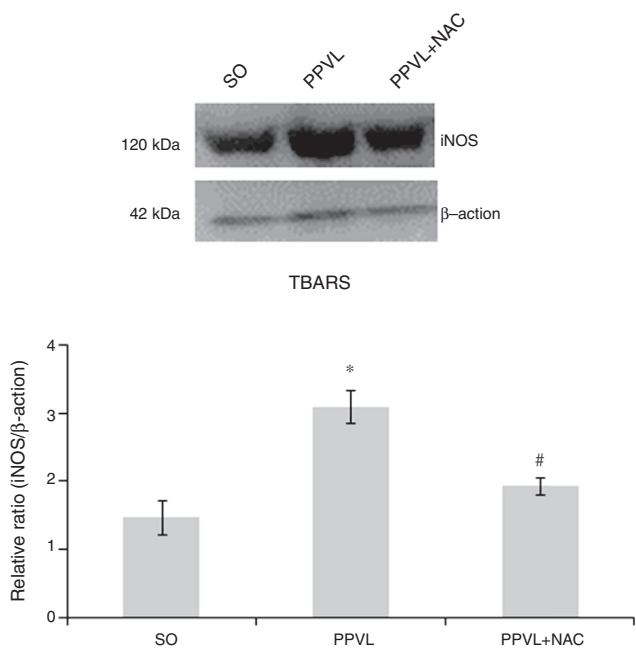 SO PPVL PPVL+NAC
120 kDa iNOS
42 kDa β–action
TBARS
Relative ratio (iNOS/β-action)
4
3
2
1
0
*
#
SO PPVL PPVL+NAC